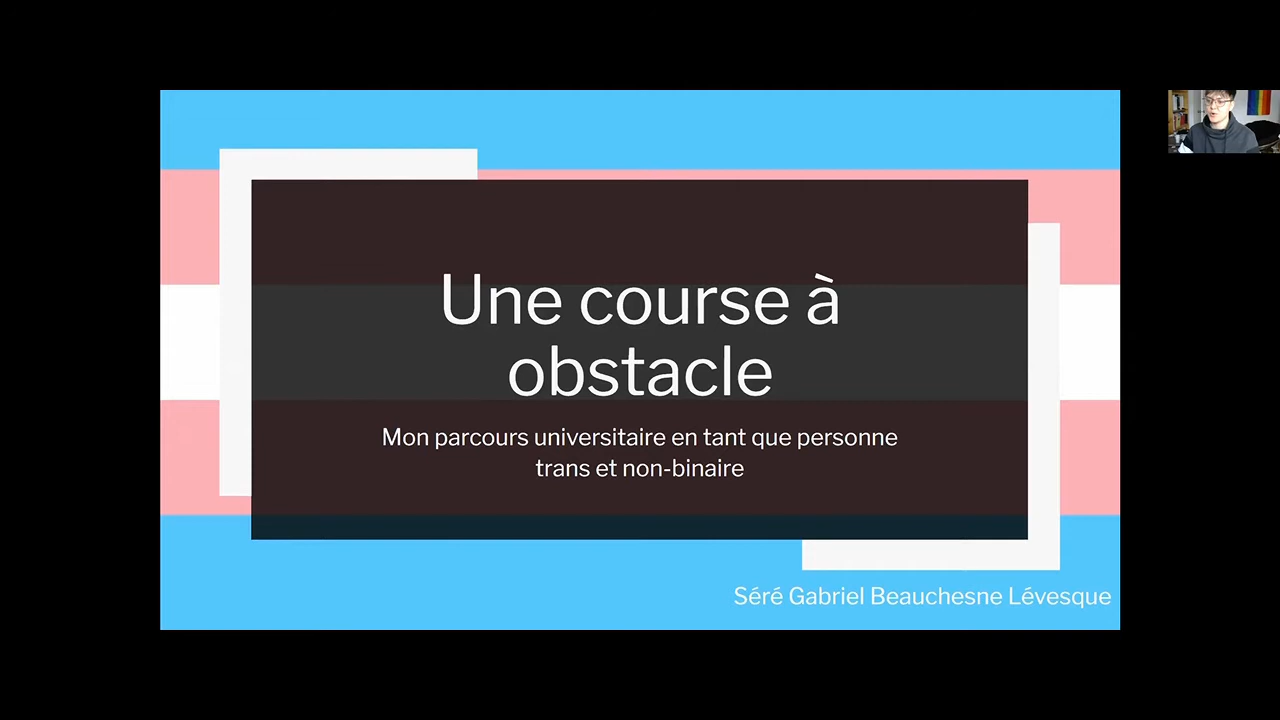 Une course à
obstacle
Mon parcours universitaire en tant que personne
trans et non-binaire
Séré Gabriel Beauchesne Lévesque